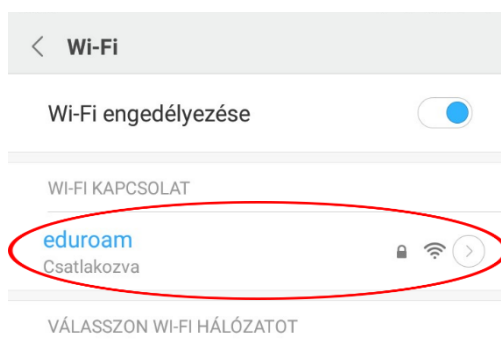 Wi-Fi
Wi-Fi engedélyezése
WI-FI KAPCSOLAT
eduroam
Csatlakozva
VÁLASSZON WI-FI HÁLÓZATOT